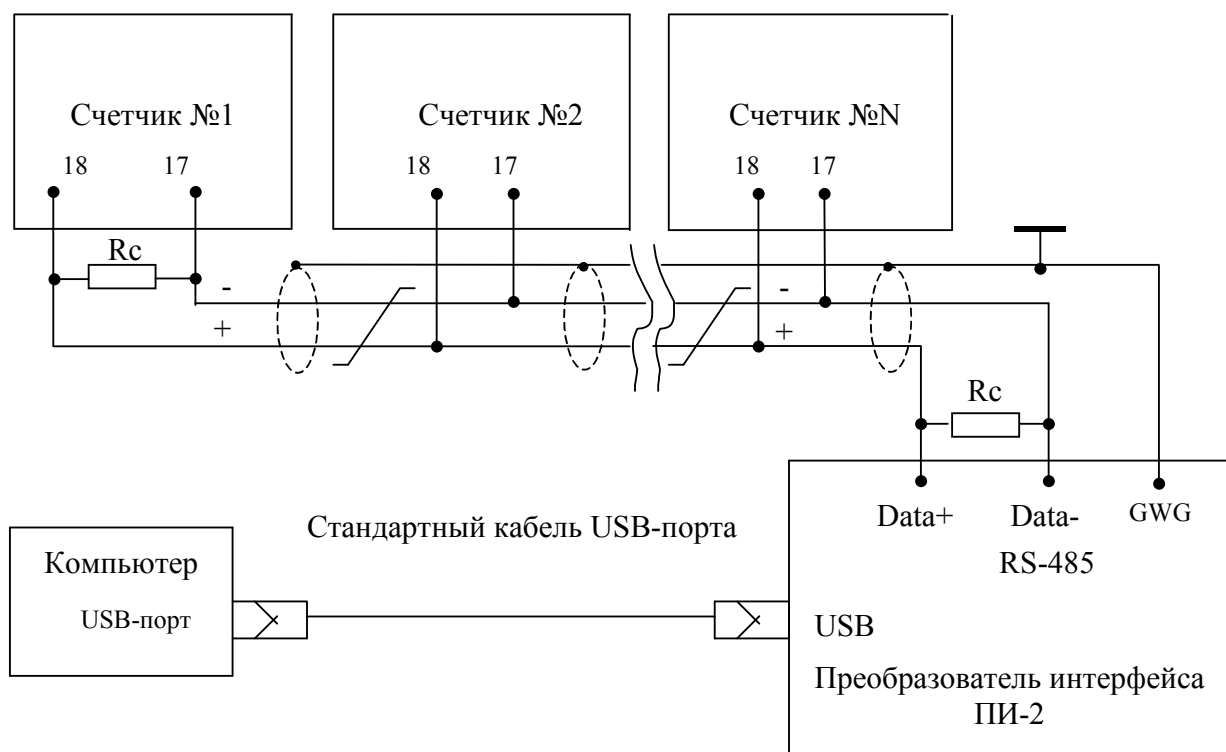 Счетчик №1
Счетчик №2
Счетчик №N
18
17
18
17
18
17
Rc
-
+
-
+
Rc
Data+
Data-
GWG
RS-485
Стандартный кабель USB-порта
Компьютер
USB-порт
USB
Преобразователь интерфейса
ПИ-2